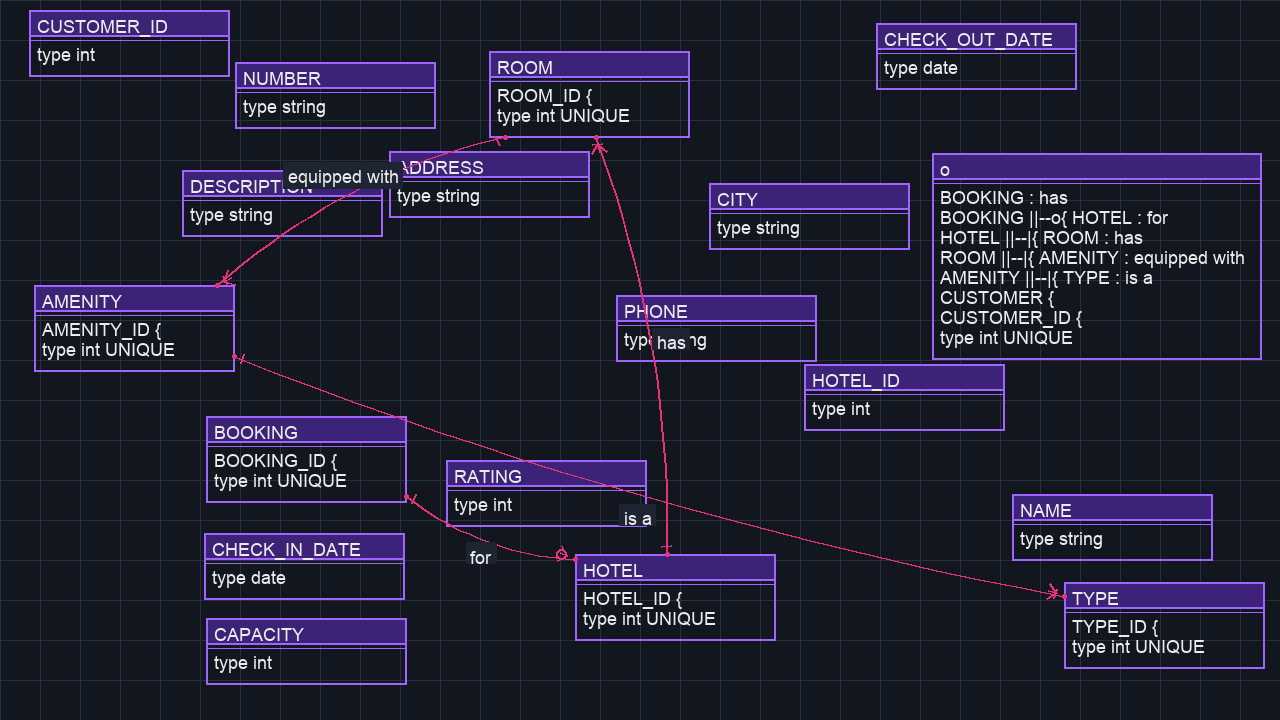 CUSTOMER_ID
type int
NUMBER
type string
ROOM
ROOM_ID {
type int UNIQUE
CHECK_OUT_DATE
type date
ADDRESS
type string
DESCRIPTION
type string
equipped with
CITY
type string
o
BOOKING : has
BOOKING ||--o{ HOTEL : for
HOTEL ||--|{ ROOM : has
ROOM ||--|{ AMENITY : equipped with
AMENITY ||--|{ TYPE : is a
CUSTOMER {
CUSTOMER_ID {
type int UNIQUE
AMENITY
AMENITY_ID {
type int UNIQUE
PHONE
type string
has
HOTEL_ID
type int
BOOKING
BOOKING_ID {
type int UNIQUE
RATING
type int
is a
for
NAME
type string
CHECK_IN_DATE
type date
HOTEL
HOTEL_ID {
type int UNIQUE
TYPE
TYPE_ID {
type int UNIQUE
CAPACITY
type int